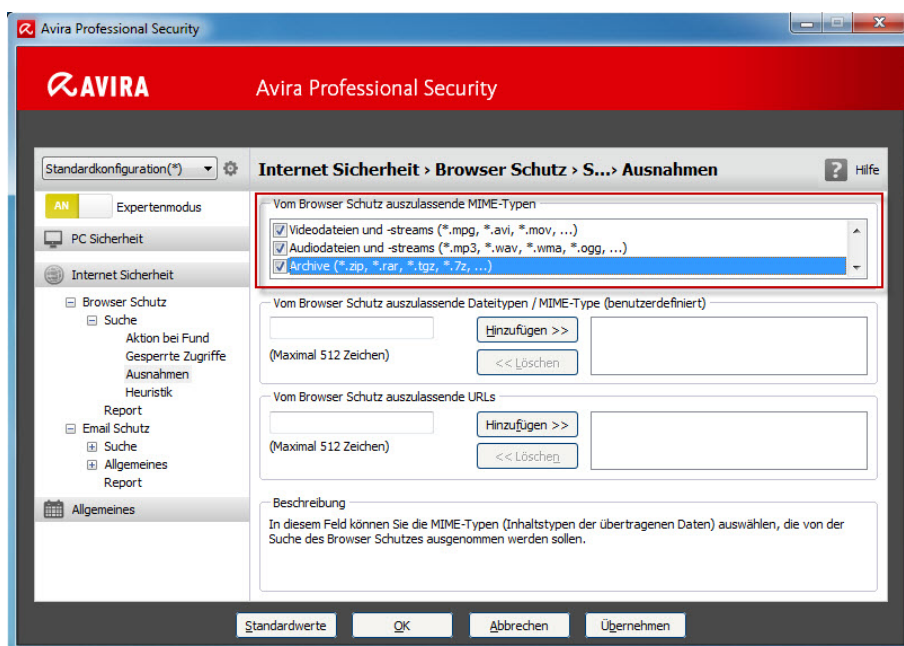 Avira Professional Security
AVIRA
Avira Professional Security
Standardkonfiguration(*)
Internet Sicherheit › Browser Schutz › S...› Ausnahmen
? Hilfe
AN Expertenmodus
PC Sicherheit
Internet Sicherheit
Browser Schutz
Suche
Aktion bei Fund
Gesperrte Zugriffe
Ausnahmen
Heuristik
Report
Email Schutz
Suche
Allgemeines
Report
Allgemeines
Vom Browser Schutz auszulassende MIME-Typen
Videodateien und -streams (*.mpg, *.avi, *.mov, ...)
Audiodateien und -streams (*.mp3, *.wav, *.wma, *.ogg, ...)
Archive (*.zip, *.rar, *.tgz, *.7z, ...)
Vom Browser Schutz auszulassende Dateitypen / MIME-Type (benutzerdefiniert)
Hinzufügen >>
(Maximal 512 Zeichen)
<< Löschen
Vom Browser Schutz auszulassende URLs
Hinzufügen >>
(Maximal 512 Zeichen)
<< Löschen
Beschreibung
In diesem Feld können Sie die MIME-Typen (Inhaltstypen der übertragenen Daten) auswählen, die von der
Suche des Browser Schutzes ausgenommen werden sollen.
Standardwerte
OK
Abbrechen
Übernehmen